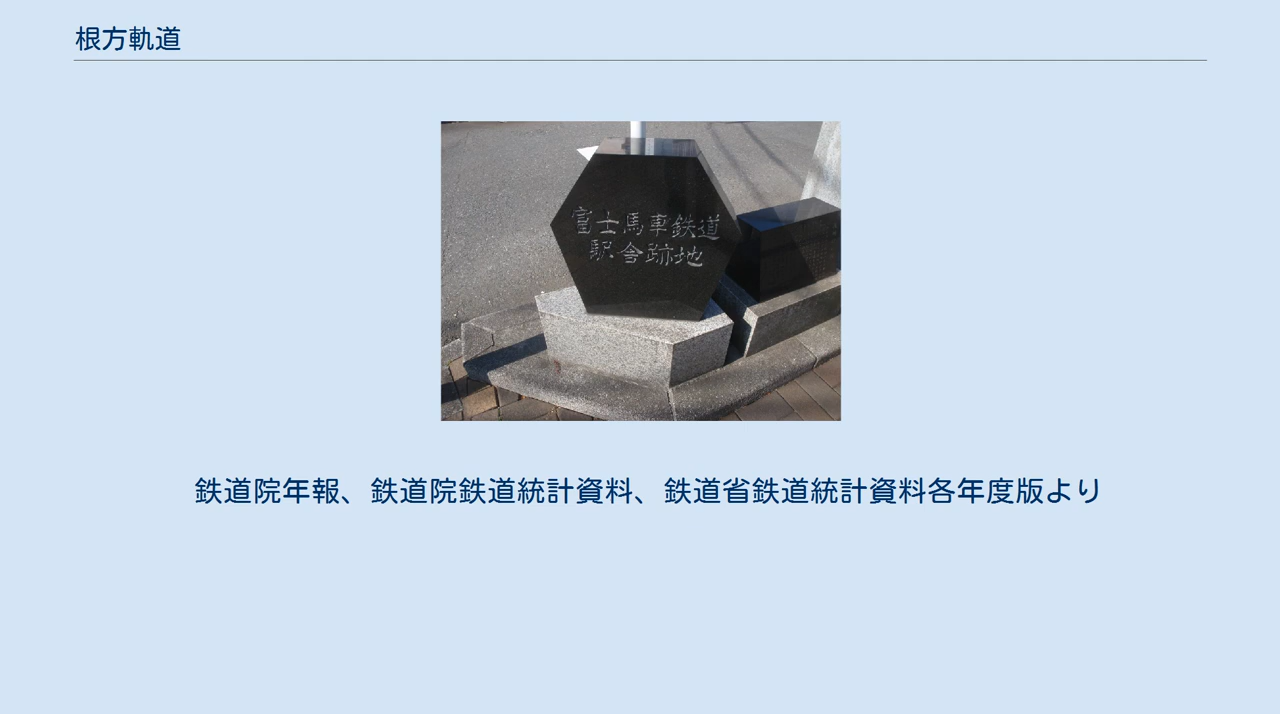 根方軌道
富士馬車鉄道
駅舎跡地
鉄道院年報、鉄道院鉄道統計資料、鉄道省鉄道統計資料各年度版より